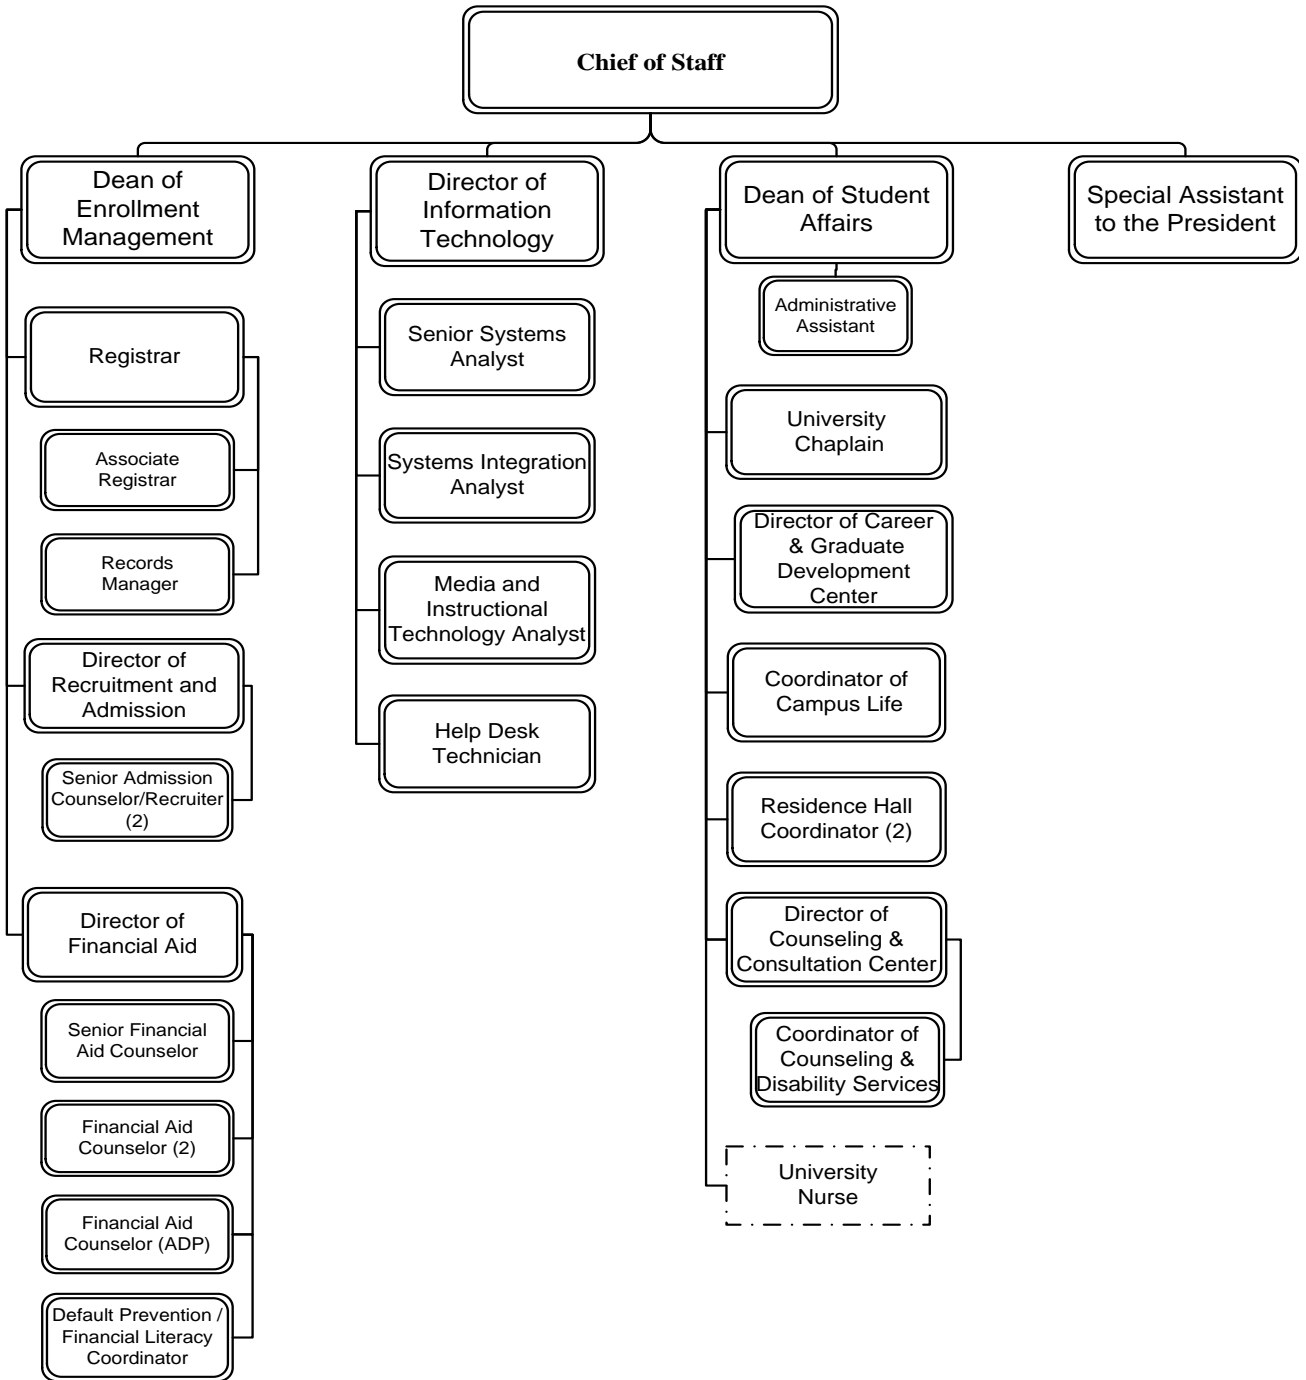 Chief of Staff
Dean of
Enrollment
Management
Registrar
Associate
Registrar
Records
Manager
Director of
Recruitment and
Admission
Senior Admission
Counselor/Recruiter
(2)
Director of
Financial Aid
Senior Financial
Aid Counselor
Financial Aid
Counselor (2)
Financial Aid
Counselor (ADP)
Default Prevention /
Financial Literacy
Coordinator
Director of
Information
Technology
Senior Systems
Analyst
Systems Integration
Analyst
Media and
Instructional
Technology Analyst
Help Desk
Technician
Dean of Student
Affairs
Administrative
Assistant
University
Chaplain
Director of Career
& Graduate
Development
Center
Coordinator of
Campus Life
Residence Hall
Coordinator (2)
Director of
Counseling &
Consultation Center
Coordinator of
Counseling &
Disability Services
University
Nurse
Special Assistant
to the President